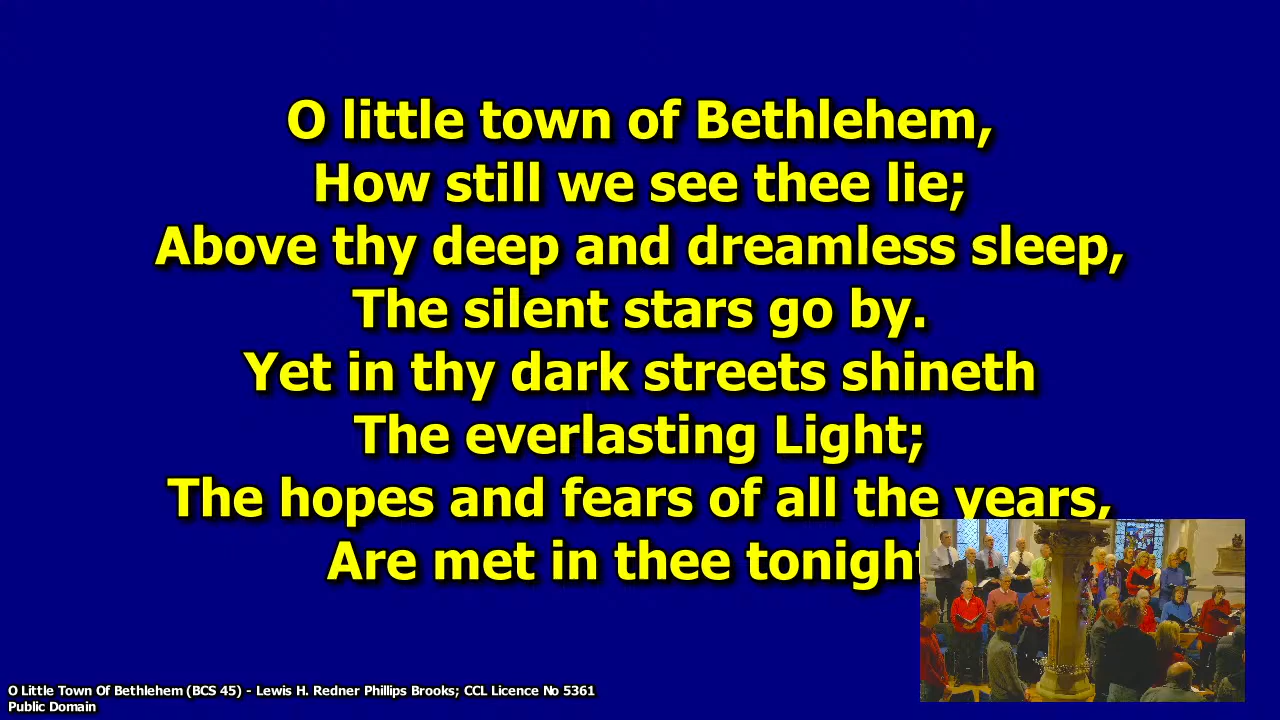 O little town of Bethlehem,
How still we see thee lie;
Above thy deep and dreamless sleep,
The silent stars go by.
Yet in thy dark streets shineth
The everlasting Light;
The hopes and fears of all the years,
Are met in thee tonight
O Little Town Of Bethlehem (BCS 45) - Lewis H. Redner Phillips Brooks; CCL Licence No 5361
Public Domain